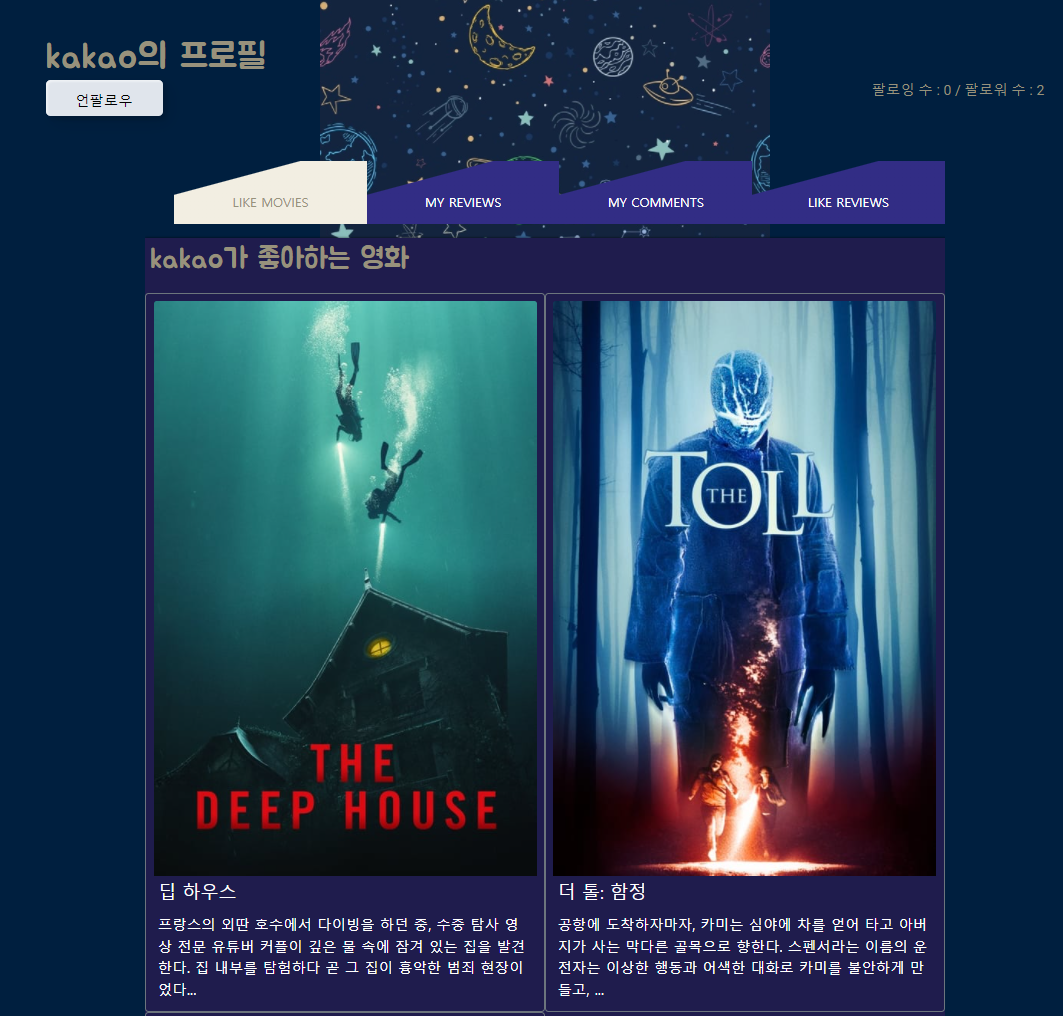 kakao의 프로필
언팔로우
팔로잉 수 : 0 / 팔로워 수 : 2
LIKE MOVIES
MY REVIEWS
MY COMMENTS
LIKE REVIEWS
kakao가 좋아하는 영화
THE
DEEP HOUSE
딥 하우스
프랑스의 외딴 호수에서 다이빙을 하던 중, 수중 탐사 영
상 전문 유튜버 커플이 깊은 물 속에 잠겨 있는 집을 발견
한다. 집 내부를 탐험하다 곧 그 집이 흉악한 범죄 현장이
었다...
THE TOLL
더 톨: 함정
공항에 도착하자마자, 카미는 심야에 차를 얻어 타고 아버
지가 사는 막다른 골목으로 향한다. 스펜서라는 이름의 운
전자는 이상한 행동과 어색한 대화로 카미를 불안하게 만
들고, ...